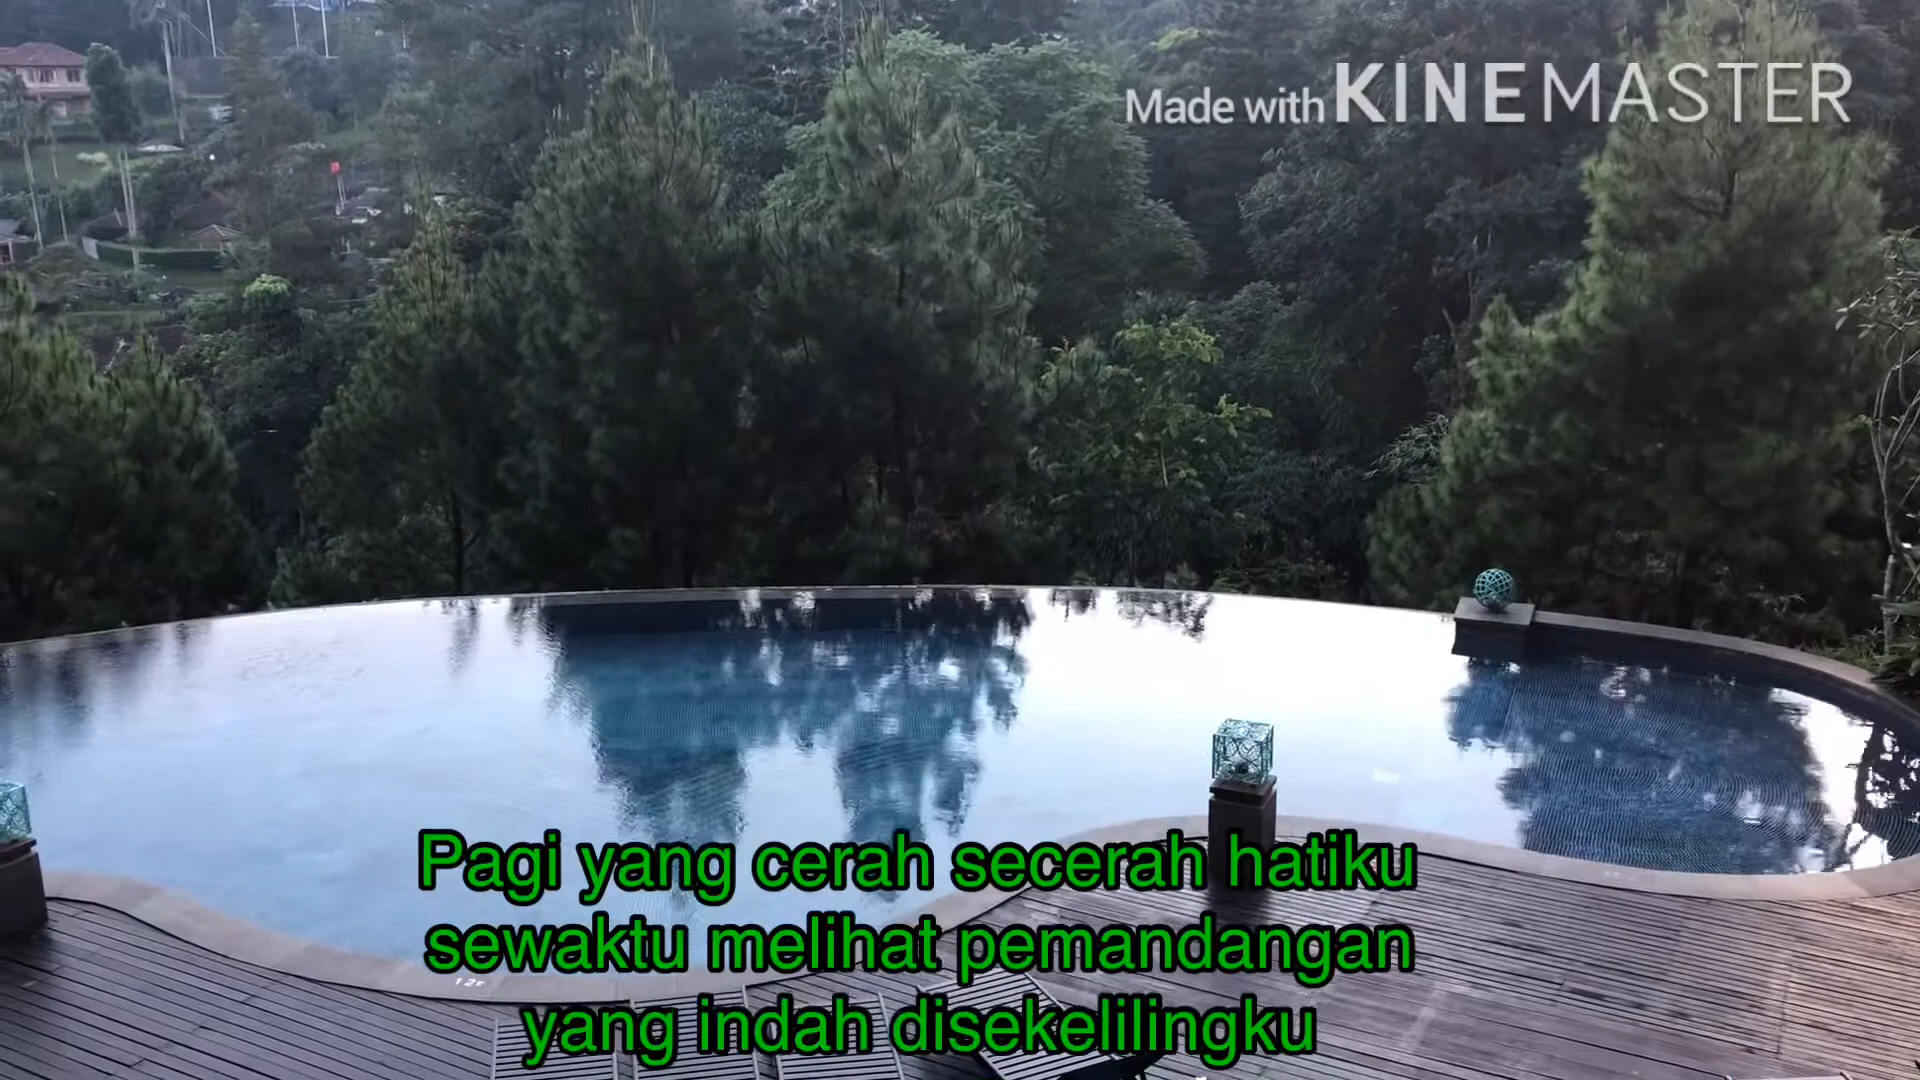 Made with KINEMASTER
Pagi yang cerah secerah hatiku
sewaktu melihat pemandangan
yang indah disekelilingku